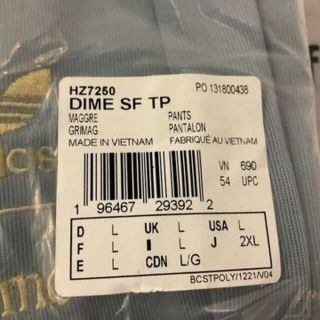 HZ7250
PO 131800438
DIME SF TP
MAGGRE PANTS
GRIMAG PANTALON
MADE IN VIETNAM FABRIQUÉ AU VIETNAM
VN 690
54 UPC
1 96467 29392 2
D L UK L USA L
F L I L J 2XL
E L CDN L/G
BCSTPOLY/1221/V04